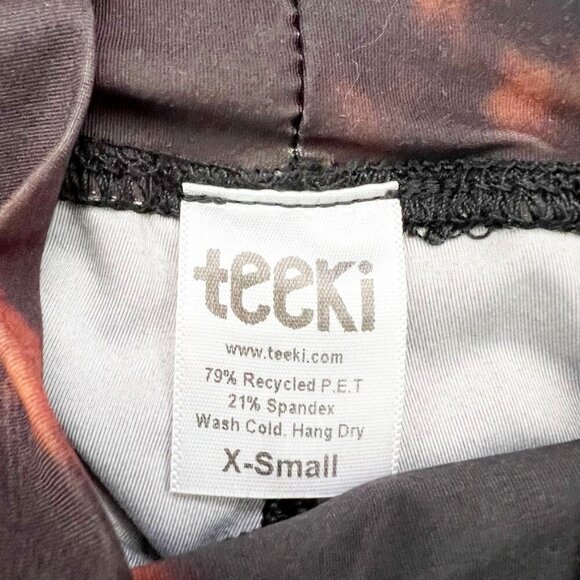 teeki
www.teeki.com
79% Recycled P.E.T
21% Spandex
Wash Cold, Hang Dry
X-Small